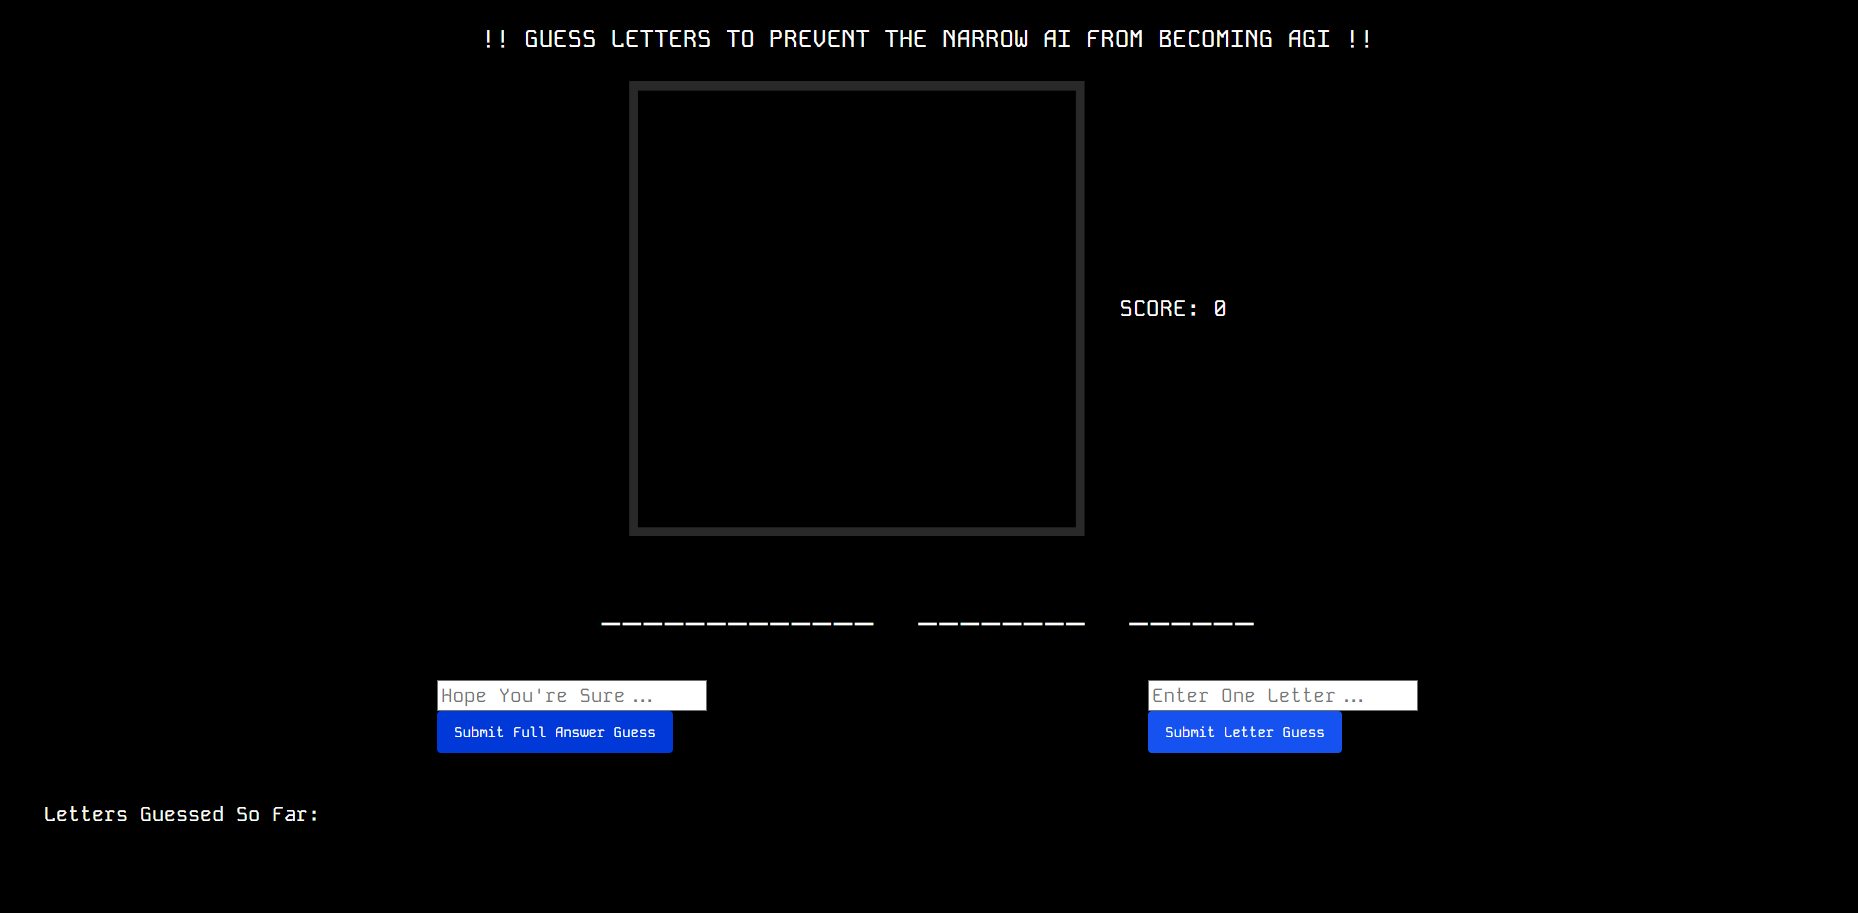 !! GUESS LETTERS TO PREVENT THE NARROW AI FROM BECOMING AGI !!
SCORE: 0
_____________ ________ ______
Hope You're Sure...
Enter One Letter...
Submit Full Answer Guess
Submit Letter Guess
Letters Guessed So Far: